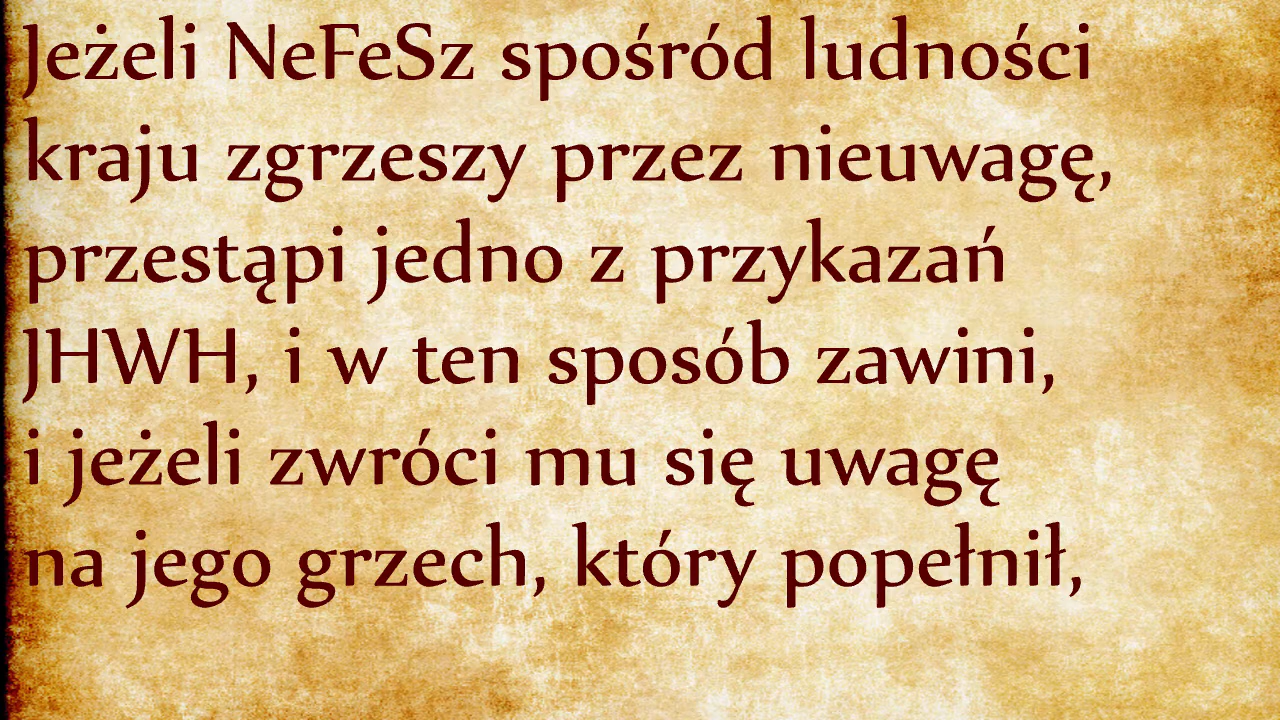 Jeżeli NeFeSz spośród ludności
kraju zgrzeszy przez nieuwagę,
przestąpi jedno z przykazań
JHWH, i w ten sposób zawini,
i jeżeli zwróci mu się uwagę
na jego grzech, który popełnił,